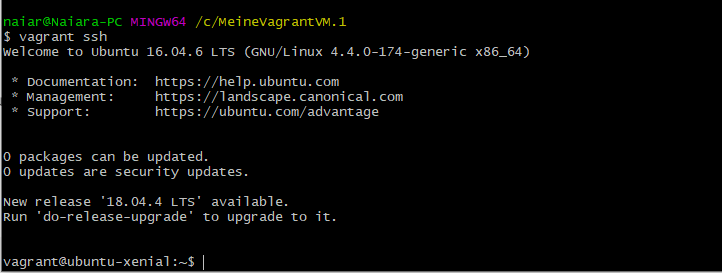 naiar@Naiara-PC MINGW64 /c/MeineVagrantVM.1
$ vagrant ssh
Welcome to Ubuntu 16.04.6 LTS (GNU/Linux 4.4.0-174-generic x86_64)
* Documentation:  https://help.ubuntu.com
* Management:     https://landscape.canonical.com
* Support:        https://ubuntu.com/advantage
0 packages can be updated.
0 updates are security updates.
New release '18.04.4 LTS' available.
Run 'do-release-upgrade' to upgrade to it.
vagrant@ubuntu-xenial:~$